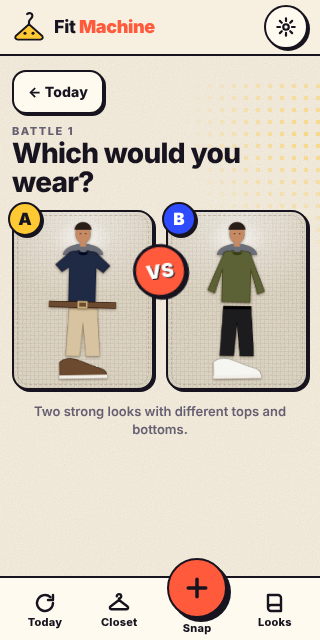 Fit Machine
← Today
BATTLE 1
Which would you
wear?
A
B
VS
Two strong looks with different tops and
bottoms.
Today
Closet
Snap
Looks